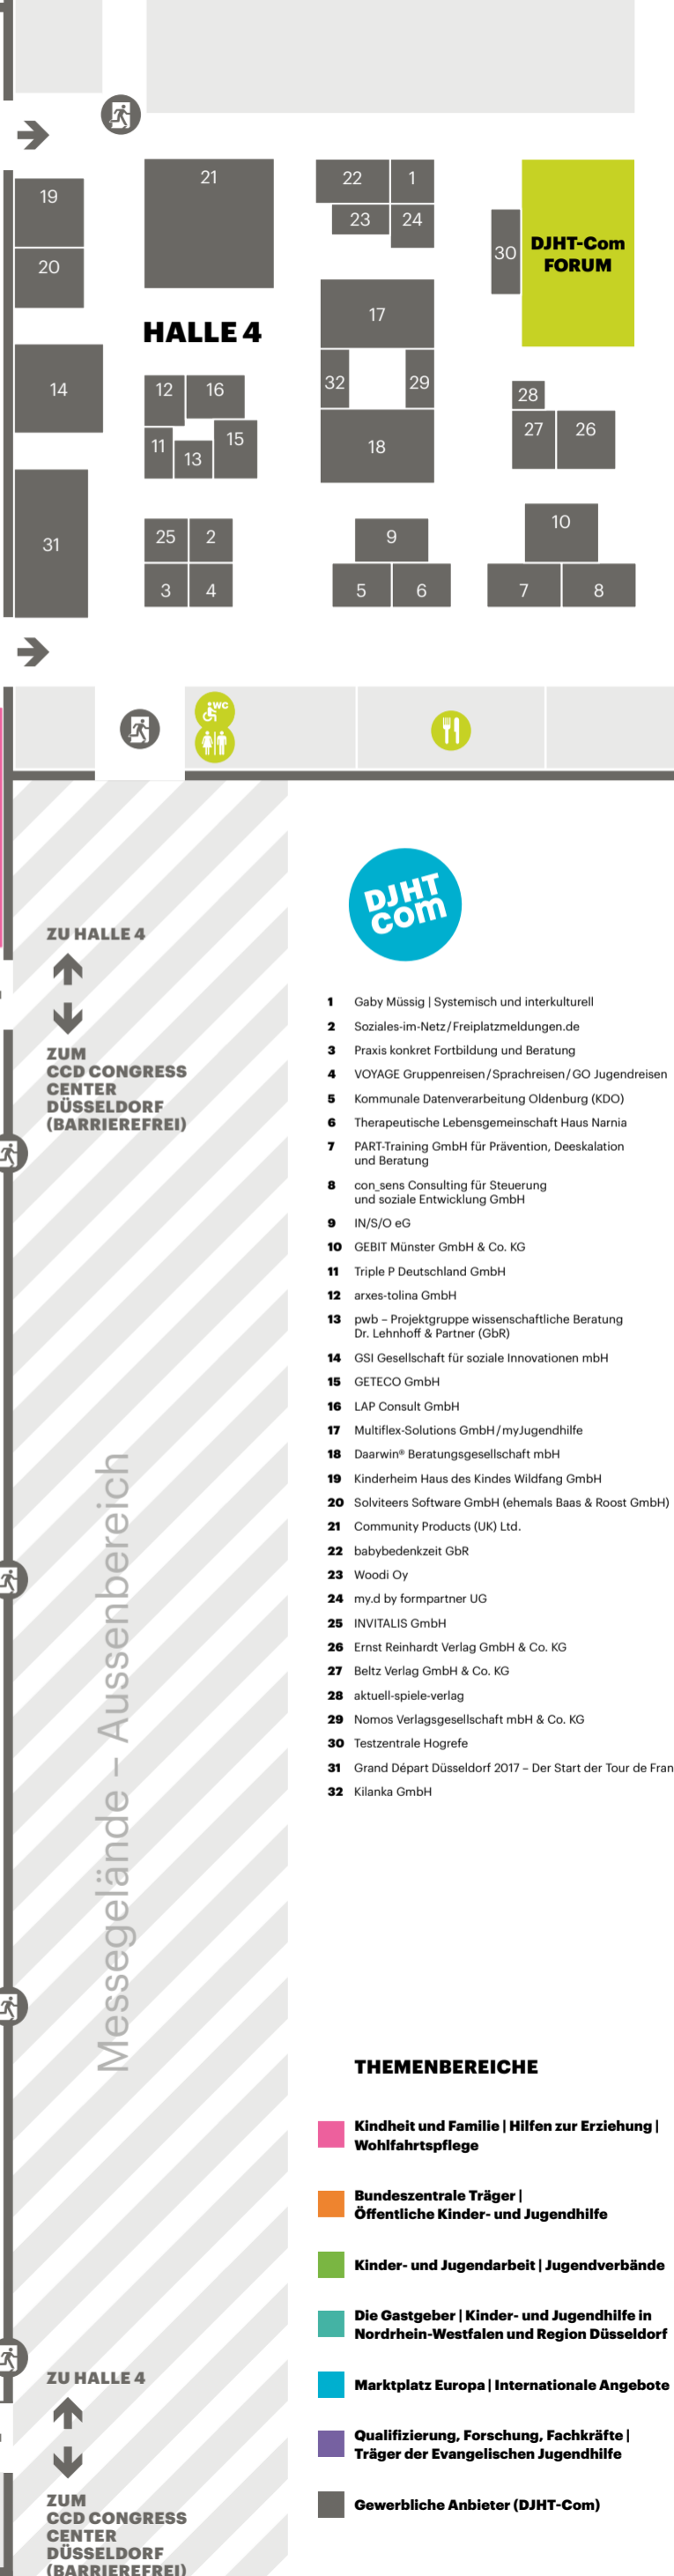 21
22
1
19
23
24
DJHT-Com
FORUM
30
20
17
HALLE 4
32
29
14
12
16
28
27
26
15
11
13
18
10
31
25
2
9
3
4
5
6
7
8
WC
DJHT
com
ZU HALLE 4
ZUM
CCD CONGRESS
CENTER
DÜSSELDORF
(BARRIEREFREI)
1 Gaby Müssig | Systemisch und interkulturell
2 Soziales-im-Netz/Freiplatzmeldungen.de
3 Praxis konkret Fortbildung und Beratung
4 VOYAGE Gruppenreisen/Sprachreisen/GO Jugendreisen
5 Kommunale Datenverarbeitung Oldenburg (KDO)
6 Therapeutische Lebensgemeinschaft Haus Narnia
7 PART-Training GmbH für Prävention, Deeskalation
und Beratung
8 con_sens Consulting für Steuerung
und soziale Entwicklung GmbH
9 IN/S/O eG
10 GEBIT Münster GmbH & Co. KG
11 Triple P Deutschland GmbH
12 arxes-tolina GmbH
13 pwb – Projektgruppe wissenschaftliche Beratung
Dr. Lehnhoff & Partner (GbR)
14 GSI Gesellschaft für soziale Innovationen mbH
15 GETECO GmbH
16 LAP Consult GmbH
17 Multiflex-Solutions GmbH/myJugendhilfe
18 Daarwin® Beratungsgesellschaft mbH
19 Kinderheim Haus des Kindes Wildfang GmbH
20 Solviteers Software GmbH (ehemals Baas & Roost GmbH)
21 Community Products (UK) Ltd.
22 babybedenkzeit GbR
23 Woodi Oy
24 my.d by formpartner UG
25 INVITALIS GmbH
26 Ernst Reinhardt Verlag GmbH & Co. KG
27 Beltz Verlag GmbH & Co. KG
28 aktuell-spiele-verlag
29 Nomos Verlagsgesellschaft mbH & Co. KG
30 Testzentrale Hogrefe
31 Grand Départ Düsseldorf 2017 – Der Start der Tour de Fran
32 Kilanka GmbH
Messegelände – Aussenbereich
THEMENBEREICHE
Kindheit und Familie | Hilfen zur Erziehung |
Wohlfahrtspflege
Bundeszentrale Träger |
Öffentliche Kinder- und Jugendhilfe
Kinder- und Jugendarbeit | Jugendverbände
Die Gastgeber | Kinder- und Jugendhilfe in
Nordrhein-Westfalen und Region Düsseldorf
Marktplatz Europa | Internationale Angebote
Qualifizierung, Forschung, Fachkräfte |
Träger der Evangelischen Jugendhilfe
Gewerbliche Anbieter (DJHT-Com)
ZU HALLE 4
ZUM
CCD CONGRESS
CENTER
DÜSSELDORF
(BARRIEREFREI)